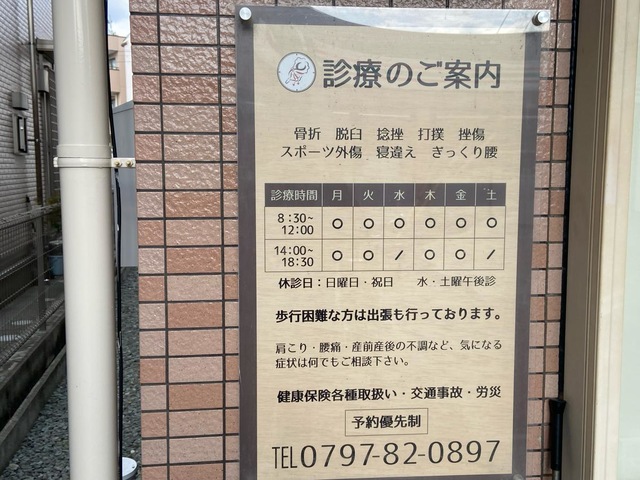 診療のご案内
骨折 脱臼 捻挫 打撲 挫傷
スポーツ外傷 寝違え ぎっくり腰
診療時間 月 火 水 木 金 土
8:30~12:00 ○ ○ ○ ○ ○ ○
14:00~18:30 ○ ○ / ○ ○ /
休診日:日曜日・祝日 水・土曜午後診
歩行困難な方は出張も行っております。
肩こり・腰痛・産前産後の不調など、気になる
症状は何でもご相談下さい。
健康保険各種取扱い・交通事故・労災
予約優先制
TEL0797-82-0897